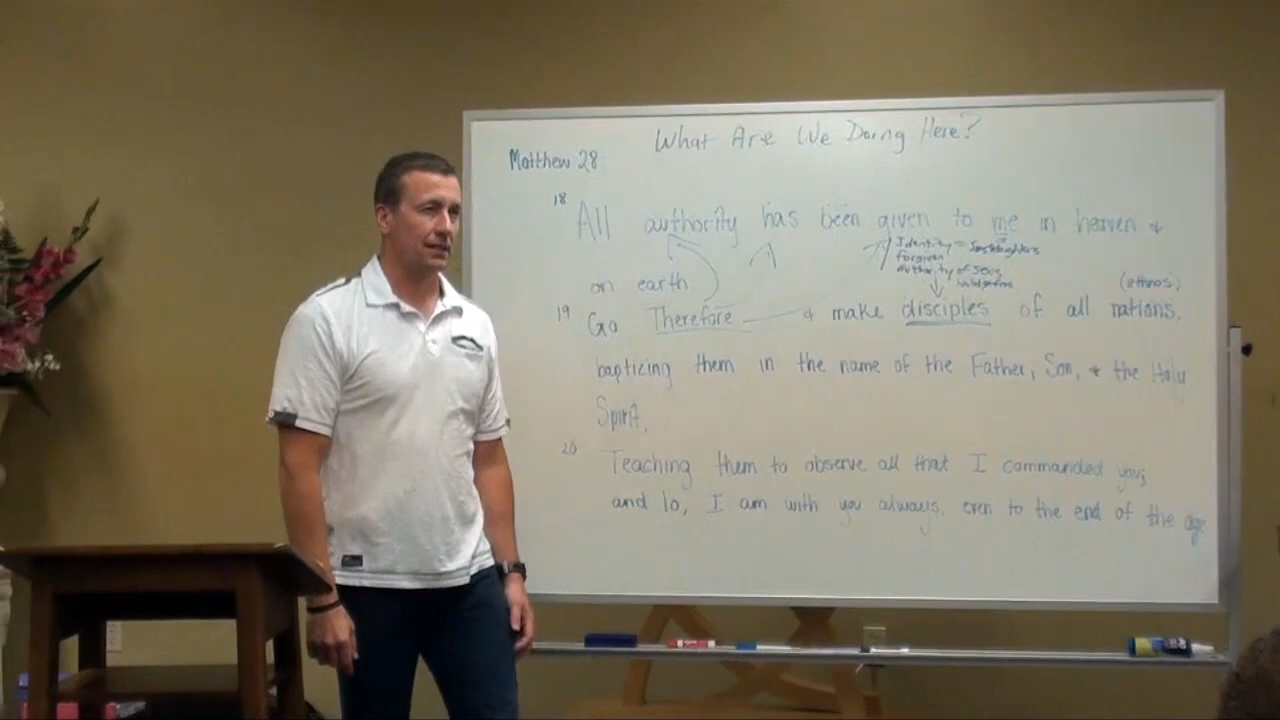 What Are We Doing Here?
Matthew 28:
18 All authority has been given to me in heaven &
Identity = Sons/daughters
forgiven
authority of Jesus
on earth
(ethnos)
19 Go Therefore & make disciples of all nations.
baptizing them in the name of the Father, Son, & the Holy
Spirit,
20 Teaching them to observe all that I commanded you;
and lo, I am with you always, even to the end of the age